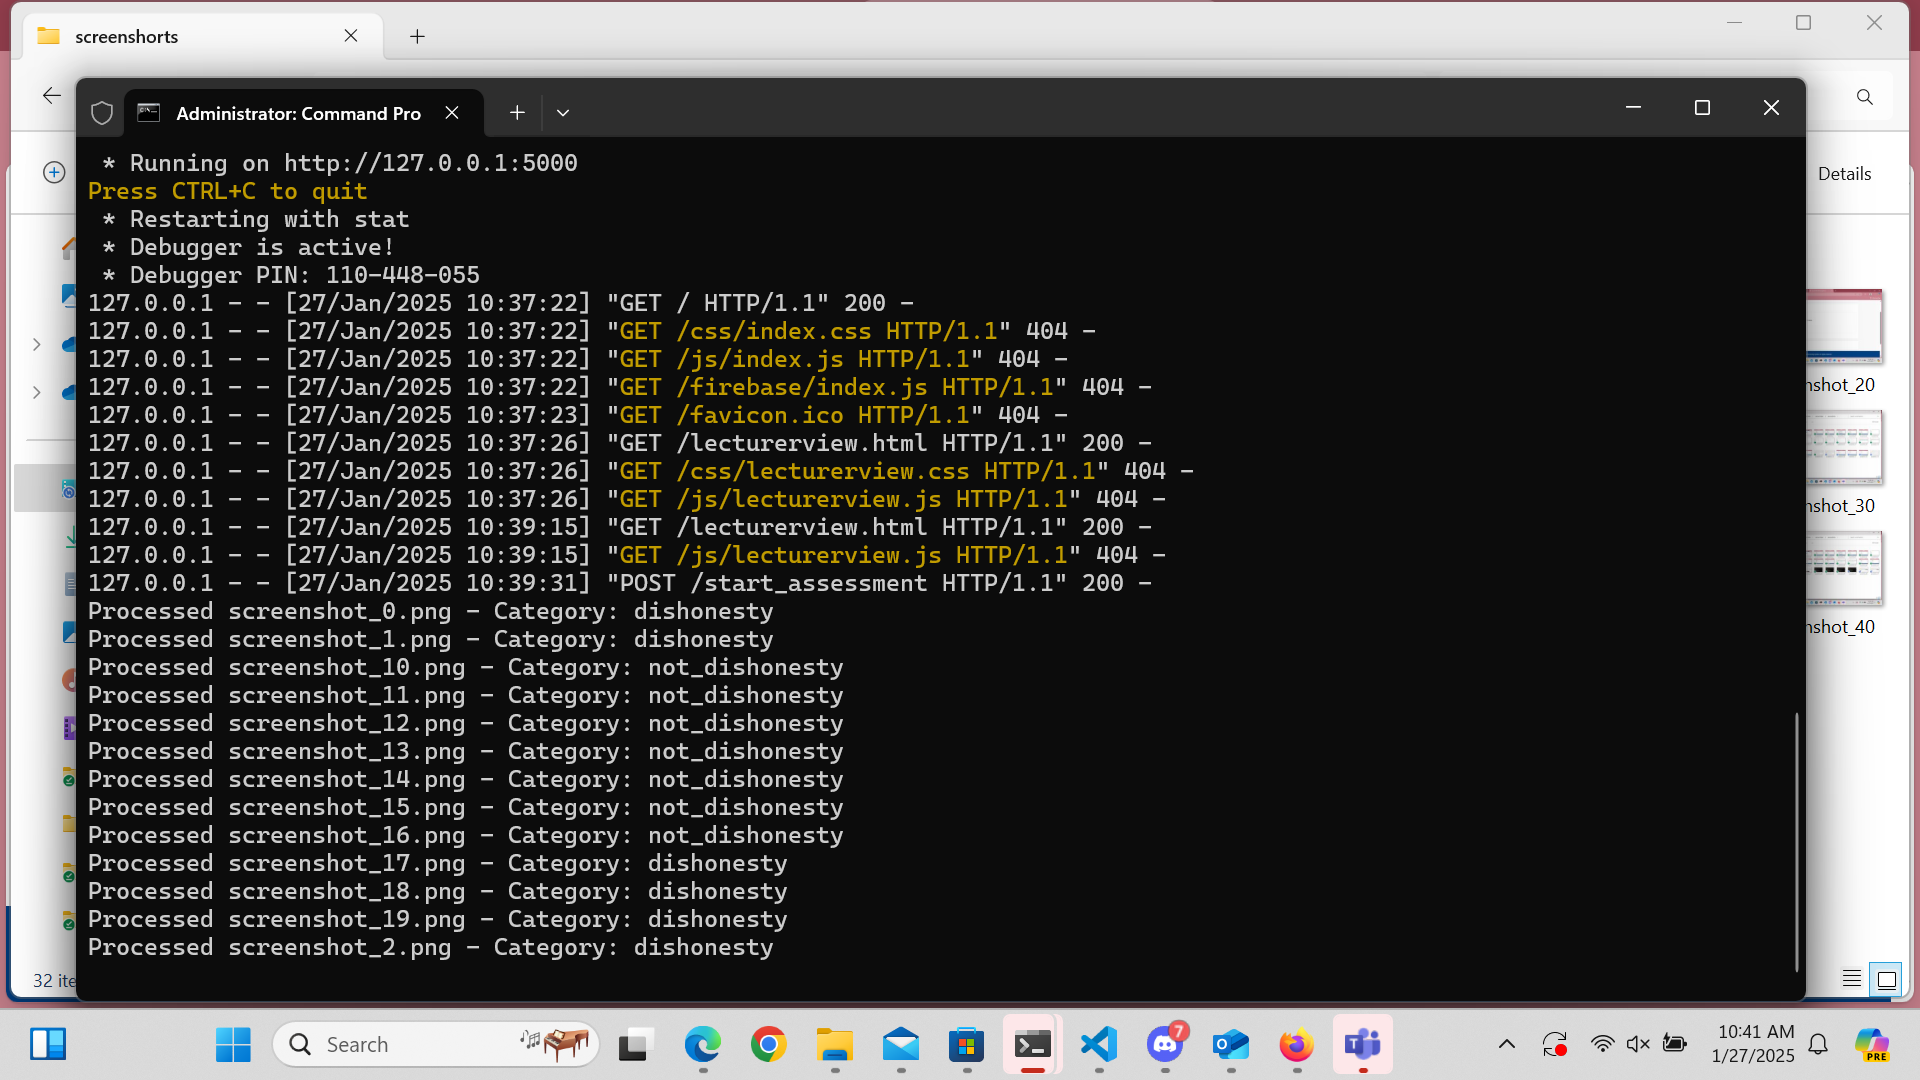 screenshorts
Administrator: Command Pro
Details
 * Running on http://127.0.0.1:5000
Press CTRL+C to quit
 * Restarting with stat
 * Debugger is active!
 * Debugger PIN: 110-448-055
127.0.0.1 - - [27/Jan/2025 10:37:22] "GET / HTTP/1.1" 200 -
127.0.0.1 - - [27/Jan/2025 10:37:22] "GET /css/index.css HTTP/1.1" 404 -
127.0.0.1 - - [27/Jan/2025 10:37:22] "GET /js/index.js HTTP/1.1" 404 -
127.0.0.1 - - [27/Jan/2025 10:37:22] "GET /firebase/index.js HTTP/1.1" 404 -
127.0.0.1 - - [27/Jan/2025 10:37:23] "GET /favicon.ico HTTP/1.1" 404 -
127.0.0.1 - - [27/Jan/2025 10:37:26] "GET /lecturerview.html HTTP/1.1" 200 -
127.0.0.1 - - [27/Jan/2025 10:37:26] "GET /css/lecturerview.css HTTP/1.1" 404 -
127.0.0.1 - - [27/Jan/2025 10:37:26] "GET /js/lecturerview.js HTTP/1.1" 404 -
127.0.0.1 - - [27/Jan/2025 10:39:15] "GET /lecturerview.html HTTP/1.1" 200 -
127.0.0.1 - - [27/Jan/2025 10:39:15] "GET /js/lecturerview.js HTTP/1.1" 404 -
127.0.0.1 - - [27/Jan/2025 10:39:31] "POST /start_assessment HTTP/1.1" 200 -
Processed screenshot_0.png - Category: dishonesty
Processed screenshot_1.png - Category: dishonesty
Processed screenshot_10.png - Category: not_dishonesty
Processed screenshot_11.png - Category: not_dishonesty
Processed screenshot_12.png - Category: not_dishonesty
Processed screenshot_13.png - Category: not_dishonesty
Processed screenshot_14.png - Category: not_dishonesty
Processed screenshot_15.png - Category: not_dishonesty
Processed screenshot_16.png - Category: not_dishonesty
Processed screenshot_17.png - Category: dishonesty
Processed screenshot_18.png - Category: dishonesty
Processed screenshot_19.png - Category: dishonesty
Processed screenshot_2.png - Category: dishonesty
nshot_20
nshot_30
nshot_40
32 ite
Search
7
10:41 AM
1/27/2025
PRE